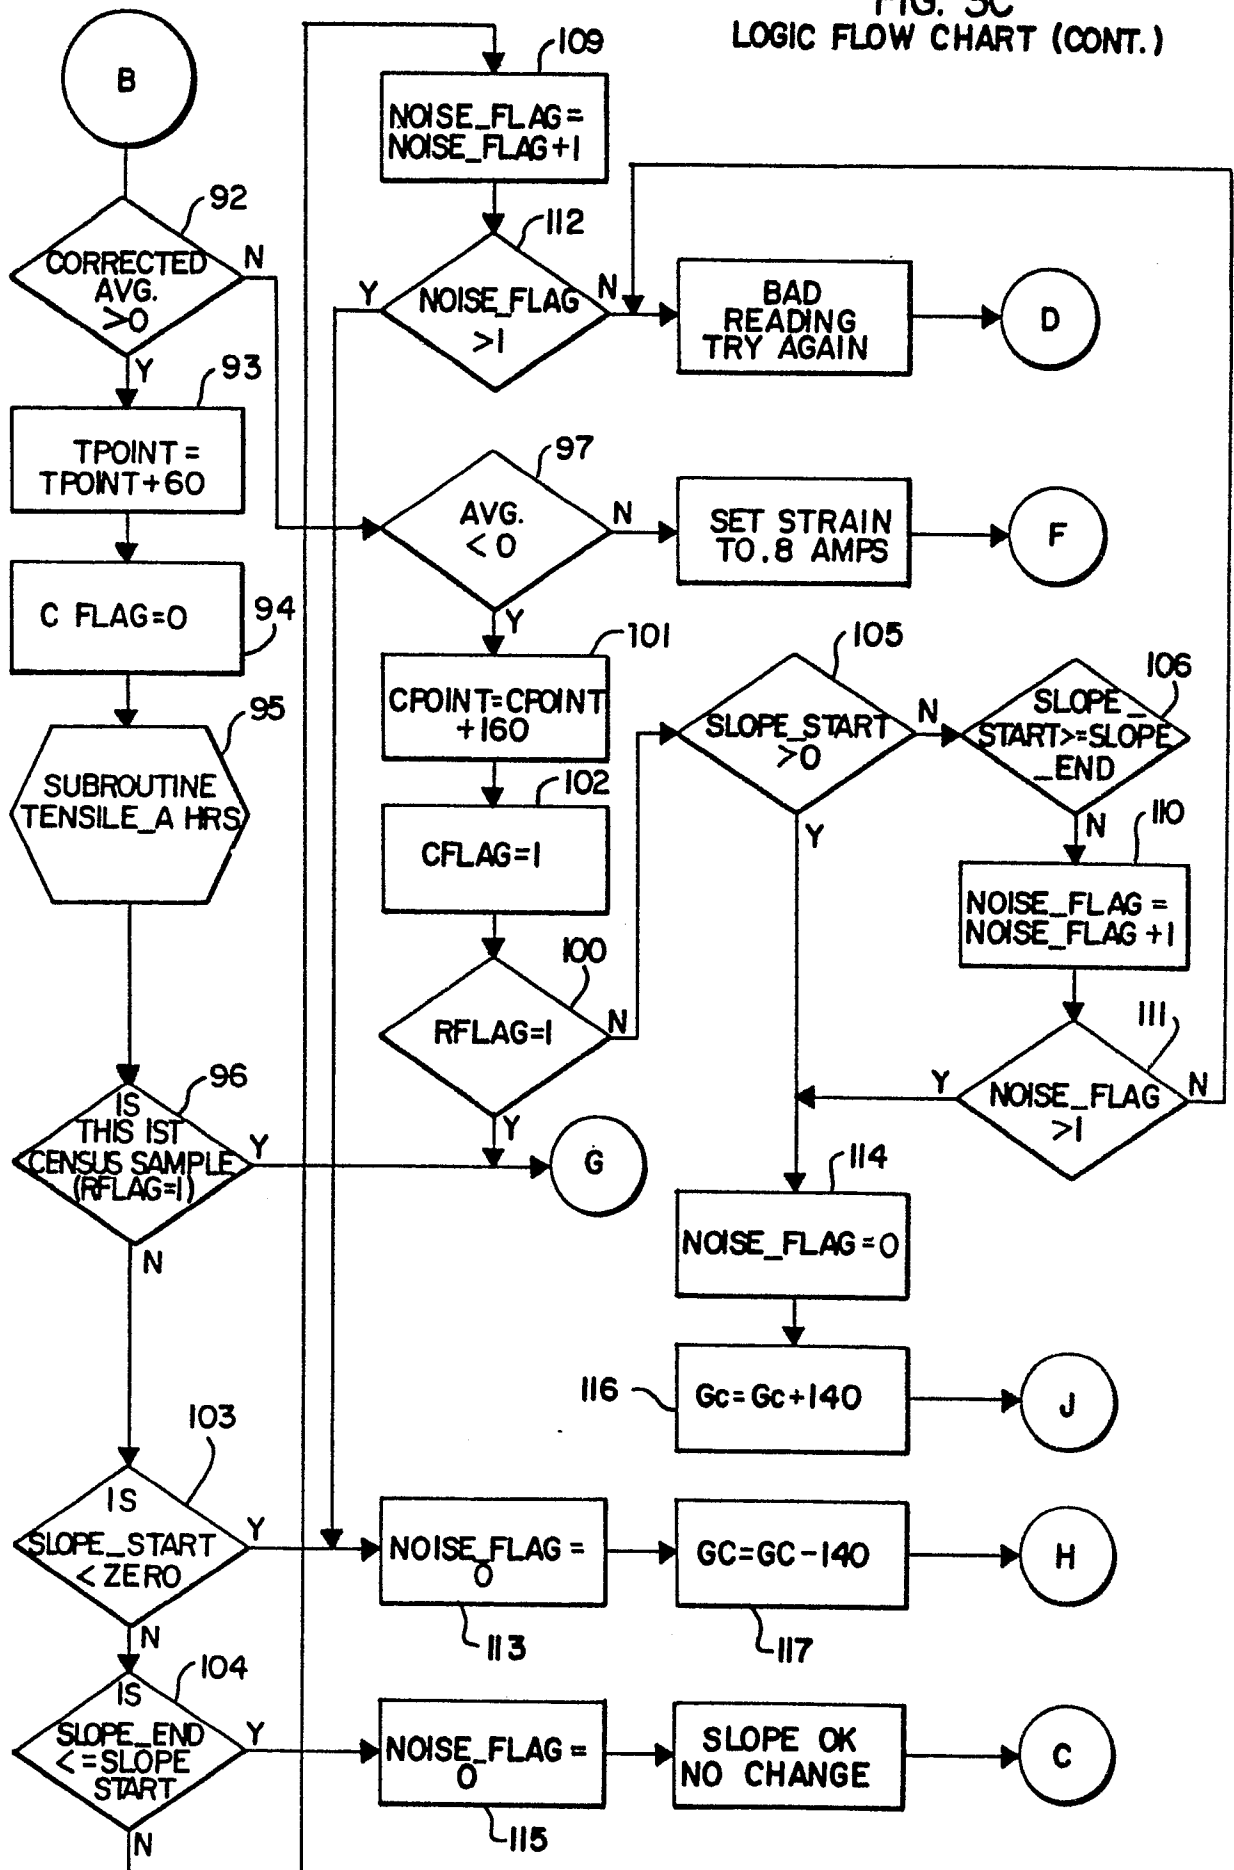 FIG. 3C
LOGIC FLOW CHART (CONT.)
B
92
CORRECTED
AVG.
>0
N
Y
93
TPOINT=
TPOINT+60
C FLAG=0
94
95
SUBROUTINE
TENSILE_A HRS
96
IS
THIS 1ST
CENSUS SAMPLE
(RFLAG=1)
Y
N
103
IS
SLOPE_START
< ZERO
Y
N
104
IS
SLOPE_END
<=SLOPE
START
Y
N
109
NOISE_FLAG=
NOISE_FLAG+1
112
NOISE_FLAG
>1
Y
N
BAD
READING
TRY AGAIN
D
97
AVG.
< 0
N
Y
SET STRAIN
TO .8 AMPS
F
101
CPOINT=CPOINT
+160
102
CFLAG=1
100
RFLAG=1
N
Y
G
105
SLOPE_START
>0
N
Y
106
SLOPE_
START>=SLOPE
_END
N
110
NOISE_FLAG=
NOISE_FLAG+1
111
NOISE_FLAG
>1
Y
N
114
NOISE_FLAG=0
116
Gc=Gc+140
J
NOISE_FLAG=
0
113
GC=GC-140
117
H
NOISE_FLAG=
0
115
SLOPE OK
NO CHANGE
C